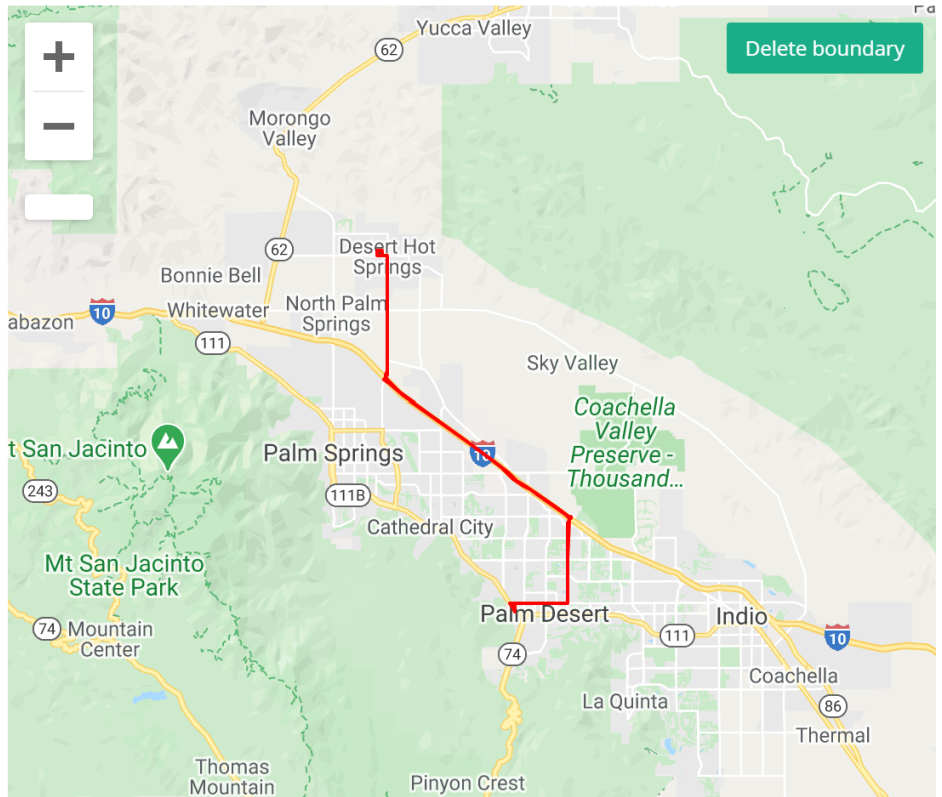 Pa
Yucca Valley
62
Delete boundary
Morongo
Valley
62
Desert Hot
Springs
Bonnie Bell
10
Whitewater
North Palm
Springs
abazon
111
Sky Valley
Coachella
Valley
Preserve -
Thousand...
t San Jacinto
Palm Springs
10
243
111B
Cathedral City
Mt San Jacinto
State Park
Palm Desert
Indio
74
Mountain
Center
111
10
74
Coachella
La Quinta
86
Thermal
Thomas
Mountain
Pinyon Crest